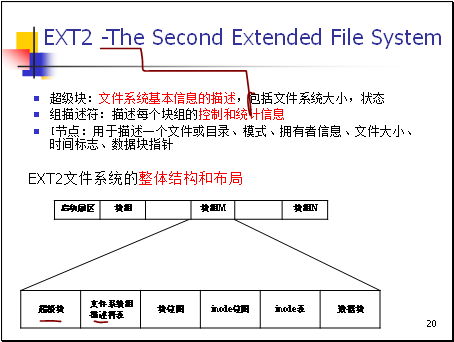 EXT2 -The Second Extended File System
超级块：文件系统基本信息的描述，包括文件系统大小，状态
组描述符：描述每个块组的控制和统计信息
I节点：用于描述一个文件或目录、模式、拥有者信息、文件大小、
时间标志、数据块指针
EXT2文件系统的整体结构和布局
启动扇区 块组 块组M 块组N
超级块 文件系统组描述符表 块位图 inode位图 inode表 数据块
20